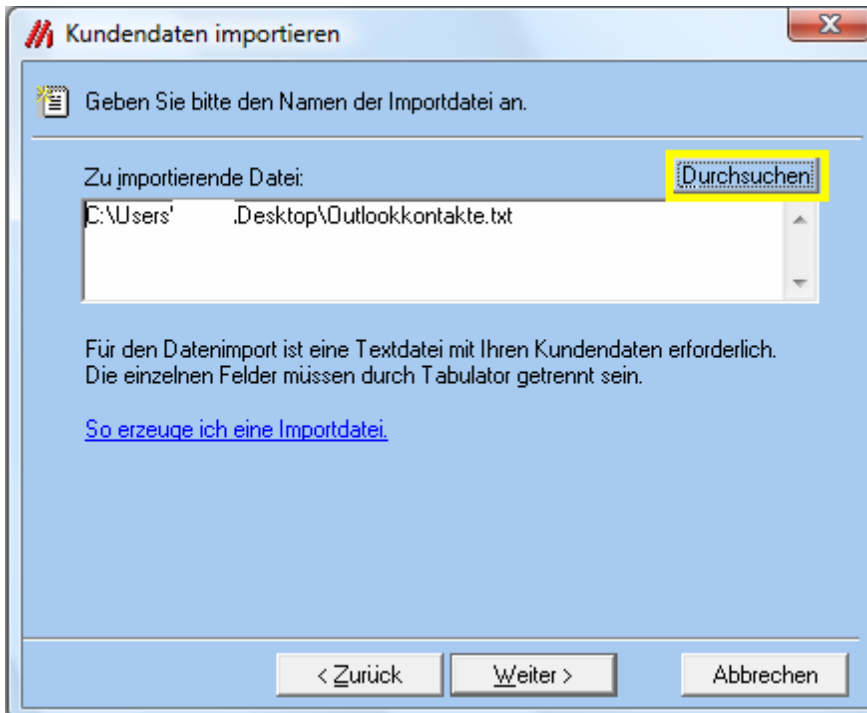 Kundendaten importieren
Geben Sie bitte den Namen der Importdatei an.
Zu importierende Datei:
Durchsuchen
C:\Users' .Desktop\Outlookkontakte.txt
Für den Datenimport ist eine Textdatei mit Ihren Kundendaten erforderlich.
Die einzelnen Felder müssen durch Tabulator getrennt sein.
So erzeuge ich eine Importdatei.
< Zurück
Weiter >
Abbrechen